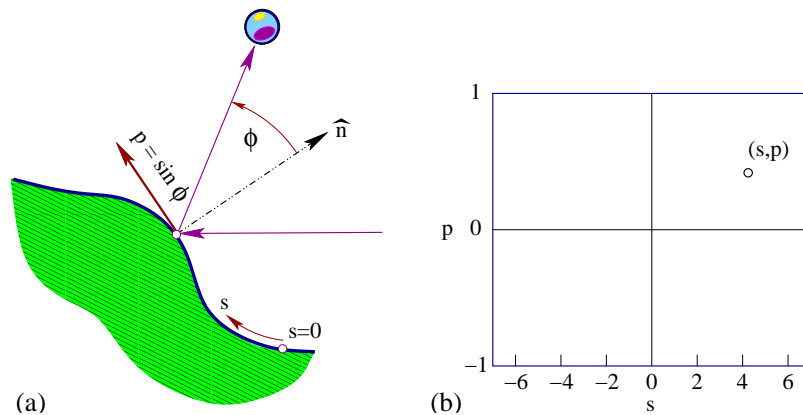 n̂
ϕ
p = sin ϕ
s
s=0
(a)
1
(s,p)
p 0
−1
−6 −4 −2 0 2 4 6
s
(b)